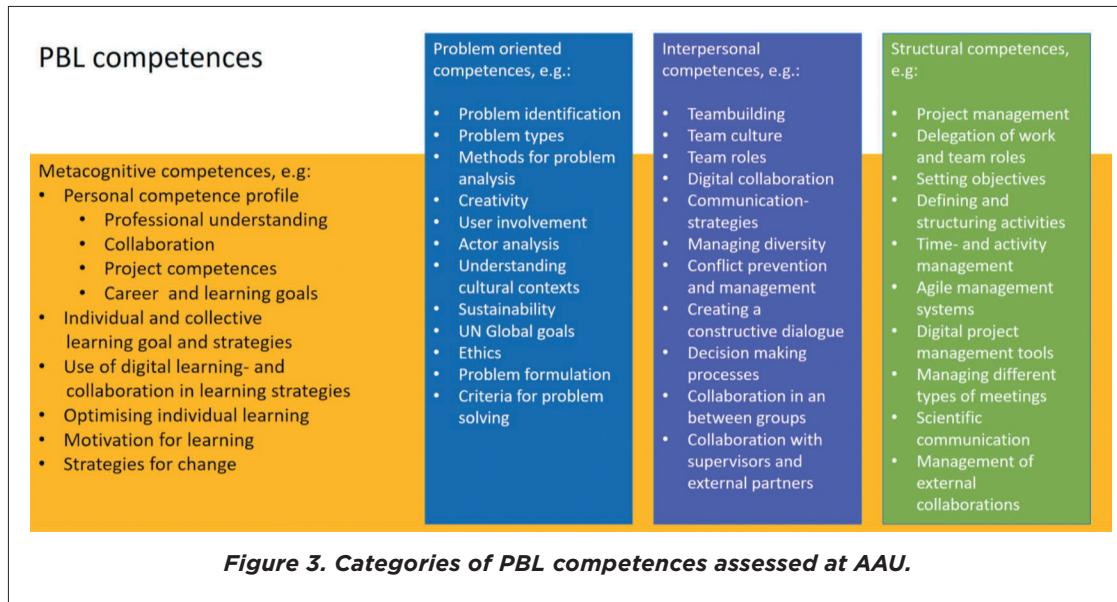 PBL competences
Metacognitive competences, e.g:
• Personal competence profile
• Professional understanding
• Collaboration
• Project competences
• Career and learning goals
• Individual and collective
learning goal and strategies
• Use of digital learning- and
collaboration in learning strategies
• Optimising individual learning
• Motivation for learning
• Strategies for change
Problem oriented
competences, e.g.:
• Problem identification
• Problem types
• Methods for problem
analysis
• Creativity
• User involvement
• Actor analysis
• Understanding
cultural contexts
• Sustainability
• UN Global goals
• Ethics
• Problem formulation
• Criteria for problem
solving
Interpersonal
competences, e.g.:
• Teambuilding
• Team culture
• Team roles
• Digital collaboration
• Communication-
strategies
• Managing diversity
• Conflict prevention
and management
• Creating a
constructive dialogue
• Decision making
processes
• Collaboration in an
between groups
• Collaboration with
supervisors and
external partners
Structural competences,
e.g:
• Project management
• Delegation of work
and team roles
• Setting objectives
• Defining and
structuring activities
• Time- and activity
management
• Agile management
systems
• Digital project
management tools
• Managing different
types of meetings
• Scientific
communication
• Management of
external
collaborations
Figure 3. Categories of PBL competences assessed at AAU.